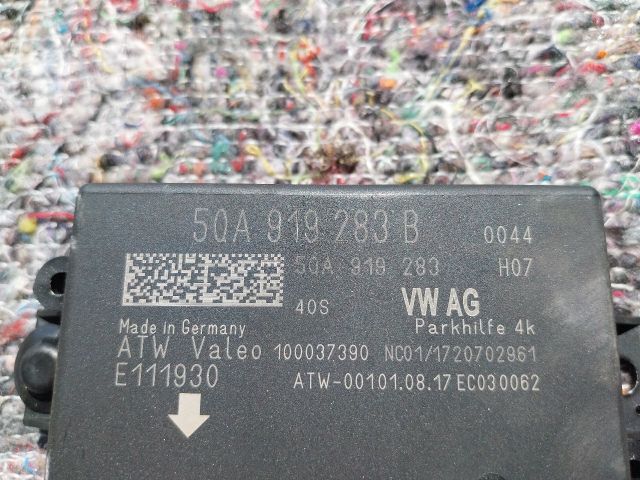 5QA 919 283 B 0044
5QA 919 283 H07
40S VW AG
Made in Germany Parkhilfe 4k
ATW Valeo 100037390 NC01/1720702961
E111930 ATW-00101.08.17 EC030062